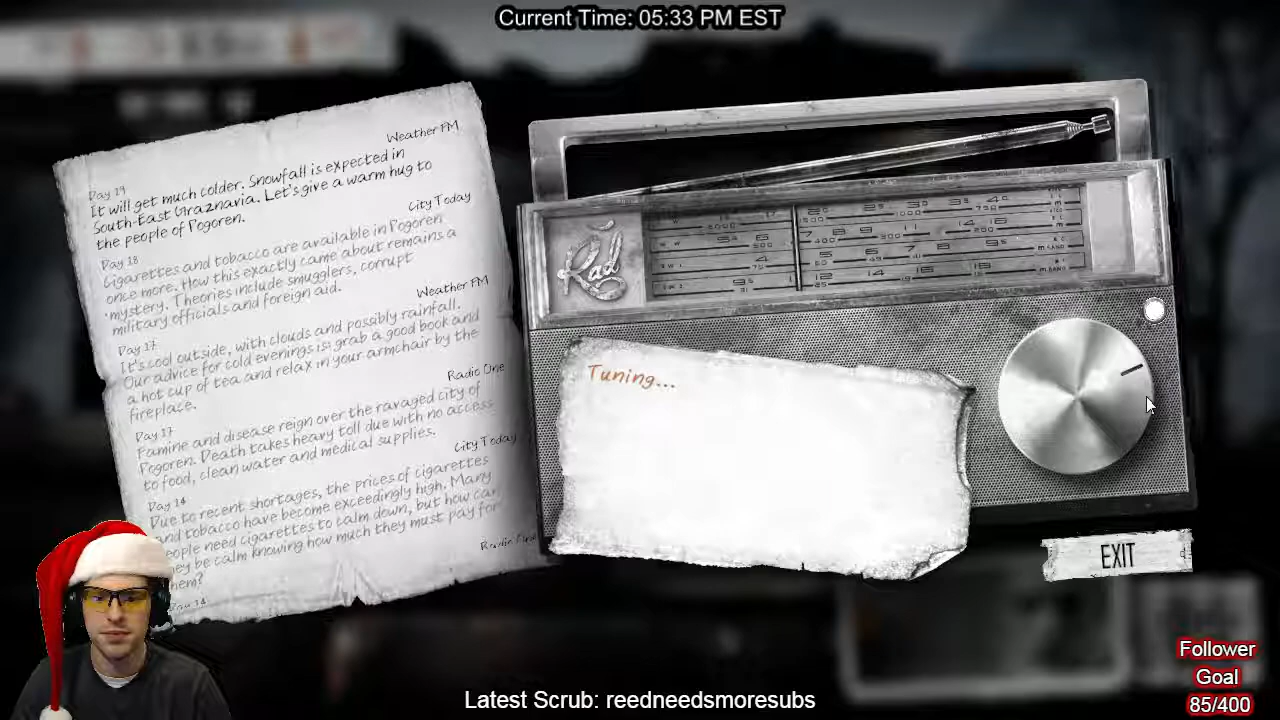 Current Time: 05:33 PM EST
Weather FM
Day 19
It will get much colder. Snowfall is expected in
South-East Graznavia. Let's give a warm hug to
the people of Pogoren.
City Today
Day 18
Cigarettes and tobacco are available in Pogoren
once more. How this exactly came about remains a
mystery. Theories include smugglers, corrupt
military officials and foreign aid.
Weather FM
Day 17
It's cool outside, with clouds and possibly rainfall.
Our advice for cold evenings is: grab a good book and
a hot cup of tea and relax in your armchair by the
fireplace.
Radio One
Day 17
Famine and disease reign over the ravaged city of
Pogoren. Death takes heavy toll due to with no access
to food, clean water and medical supplies.
City Today
Day 14
Due to recent shortages, the prices of cigarettes
and tobacco have become exceedingly high. Many
people need cigarettes to calm down, but how can
they be calm knowing how much they must pay for
them?
Day 14
Rad
Tuning...
EXIT
Follower
Goal
85/400
Latest Scrub: reedneedsmoresubs